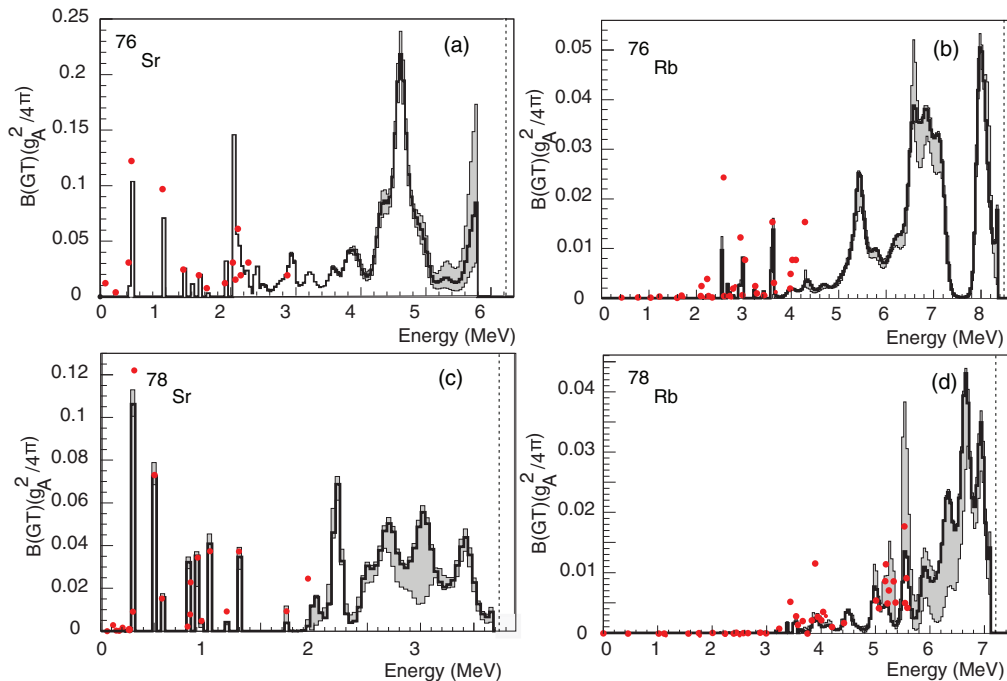 B(GT)(g_A^2/4π)
0.25
0.2
0.15
0.1
0.05
0
76
Sr
(a)
0 1 2 3 4 5 6
Energy (MeV)
B(GT)(g_A^2/4π)
0.05
0.04
0.03
0.02
0.01
0
76
Rb
(b)
0 1 2 3 4 5 6 7 8
Energy (MeV)
B(GT)(g_A^2/4π)
0.12
0.1
0.08
0.06
0.04
0.02
0
78
Sr
(c)
0 1 2 3
Energy (MeV)
B(GT)(g_A^2/4π)
0.04
0.03
0.02
0.01
0
78
Rb
(d)
0 1 2 3 4 5 6 7
Energy (MeV)